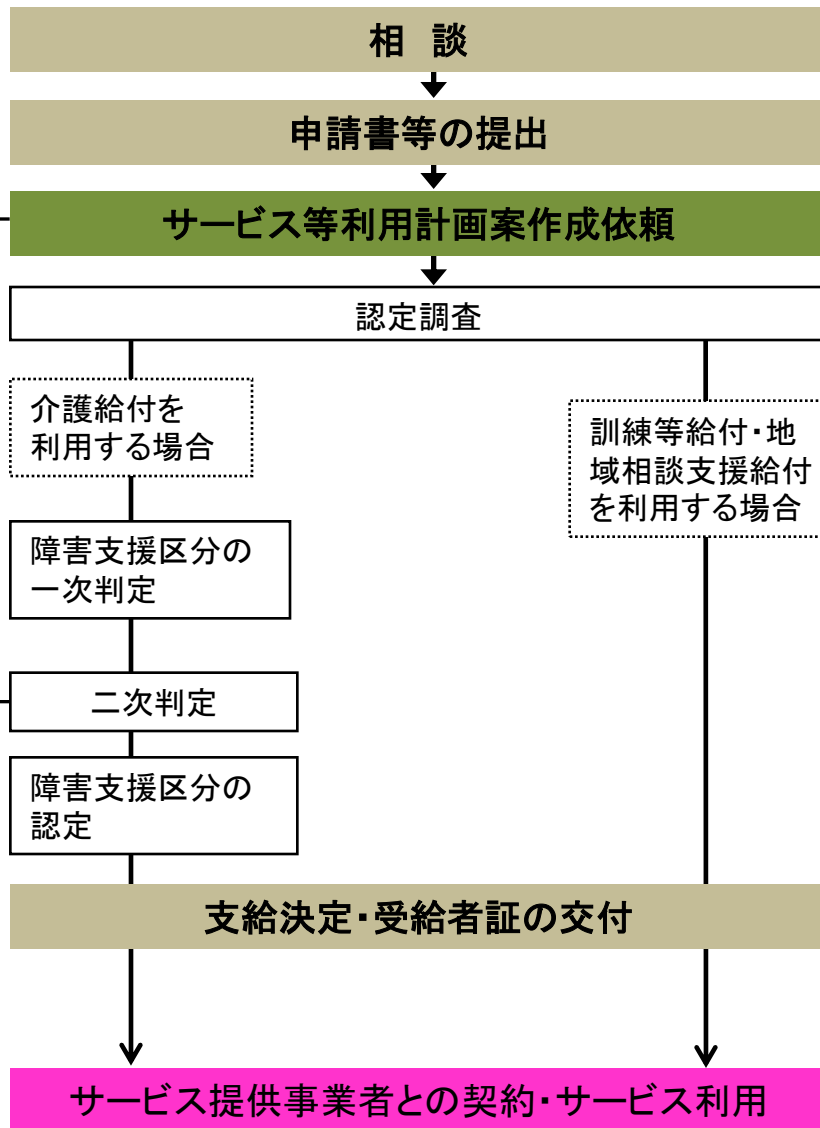 相　談
申請書等の提出
サービス等利用計画案作成依頼
認定調査
介護給付を
利用する場合
訓練等給付・地
域相談支援給付
を利用する場合
障害支援区分の
一次判定
二次判定
障害支援区分の
認定
支給決定・受給者証の交付
サービス提供事業者との契約・サービス利用